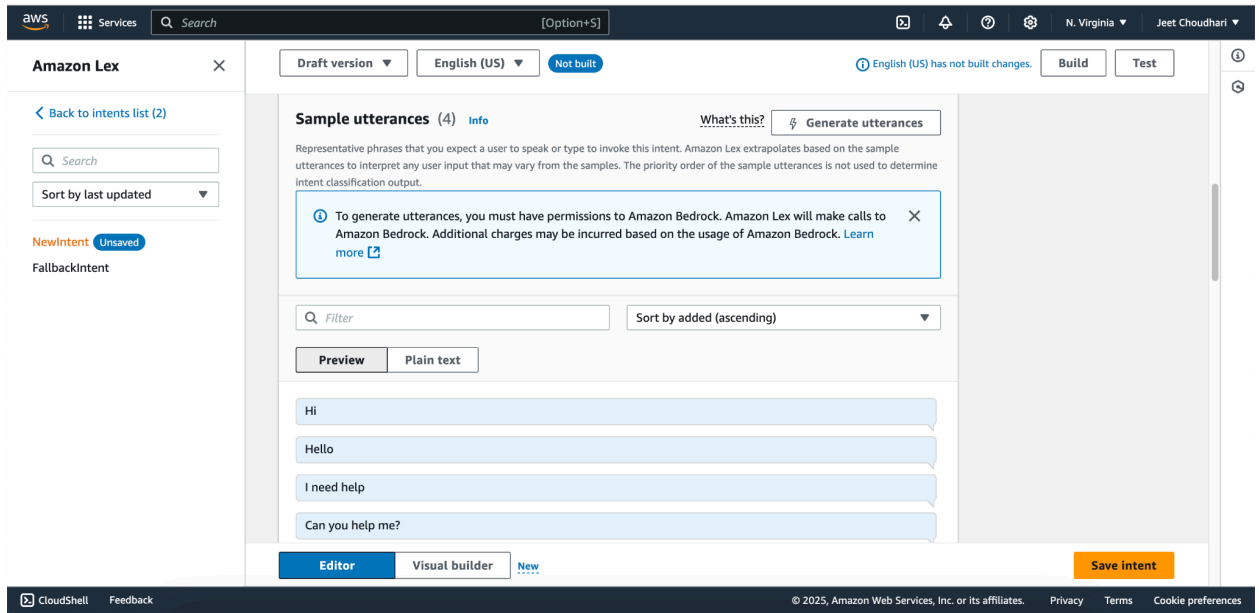 aws
Services
Search
[Option+S]
N. Virginia ▼
Jeet Choudhari ▼
Amazon Lex
Back to intents list (2)
Search
Sort by last updated
NewIntent
Unsaved
FallbackIntent
Draft version
English (US)
Not built
English (US) has not built changes.
Build
Test
Sample utterances (4) Info
What's this?
Generate utterances
Representative phrases that you expect a user to speak or type to invoke this intent. Amazon Lex extrapolates based on the sample
utterances to interpret any user input that may vary from the samples. The priority order of the sample utterances is not used to determine
intent classification output.
To generate utterances, you must have permissions to Amazon Bedrock. Amazon Lex will make calls to
Amazon Bedrock. Additional charges may be incurred based on the usage of Amazon Bedrock. Learn
more
Filter
Sort by added (ascending)
Preview
Plain text
Hi
Hello
I need help
Can you help me?
Editor
Visual builder
New
Save intent
CloudShell
Feedback
© 2025, Amazon Web Services, Inc. or its affiliates.
Privacy
Terms
Cookie preferences